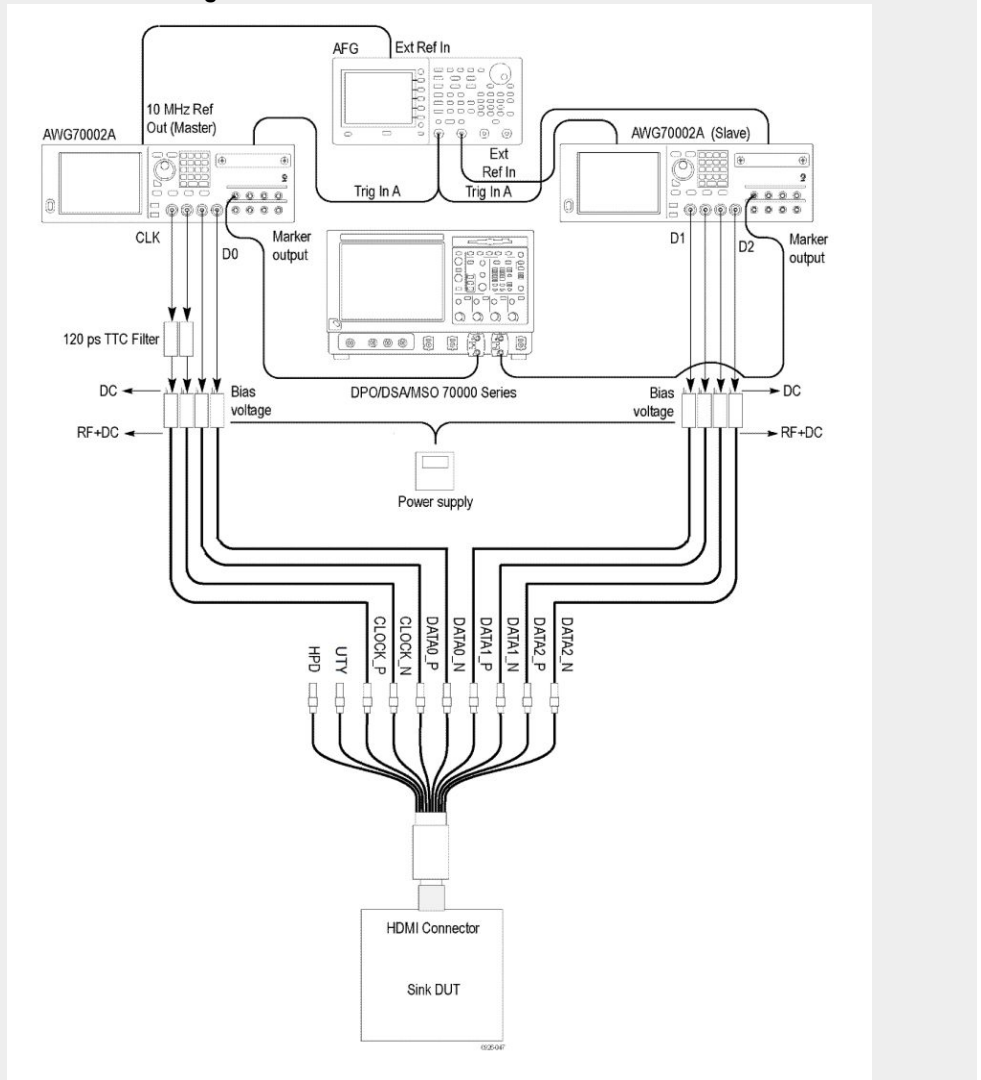 AFG
Ext Ref In
10 MHz Ref
Out (Master)
AWG70002A
AWG70002A (Slave)
Ext
Ref In
Trig In A
Trig In A
CLK
D0
Marker
output
D1
D2
Marker
output
120 ps TTC Filter
DC
Bias
voltage
DPO/DSA/MSO 70000 Series
Bias
voltage
DC
RF+DC
RF+DC
Power supply
HPD
UTY
CLOCK_P
CLOCK_N
DATA0_P
DATA0_N
DATA1_P
DATA1_N
DATA2_P
DATA2_N
HDMI Connector
Sink DUT